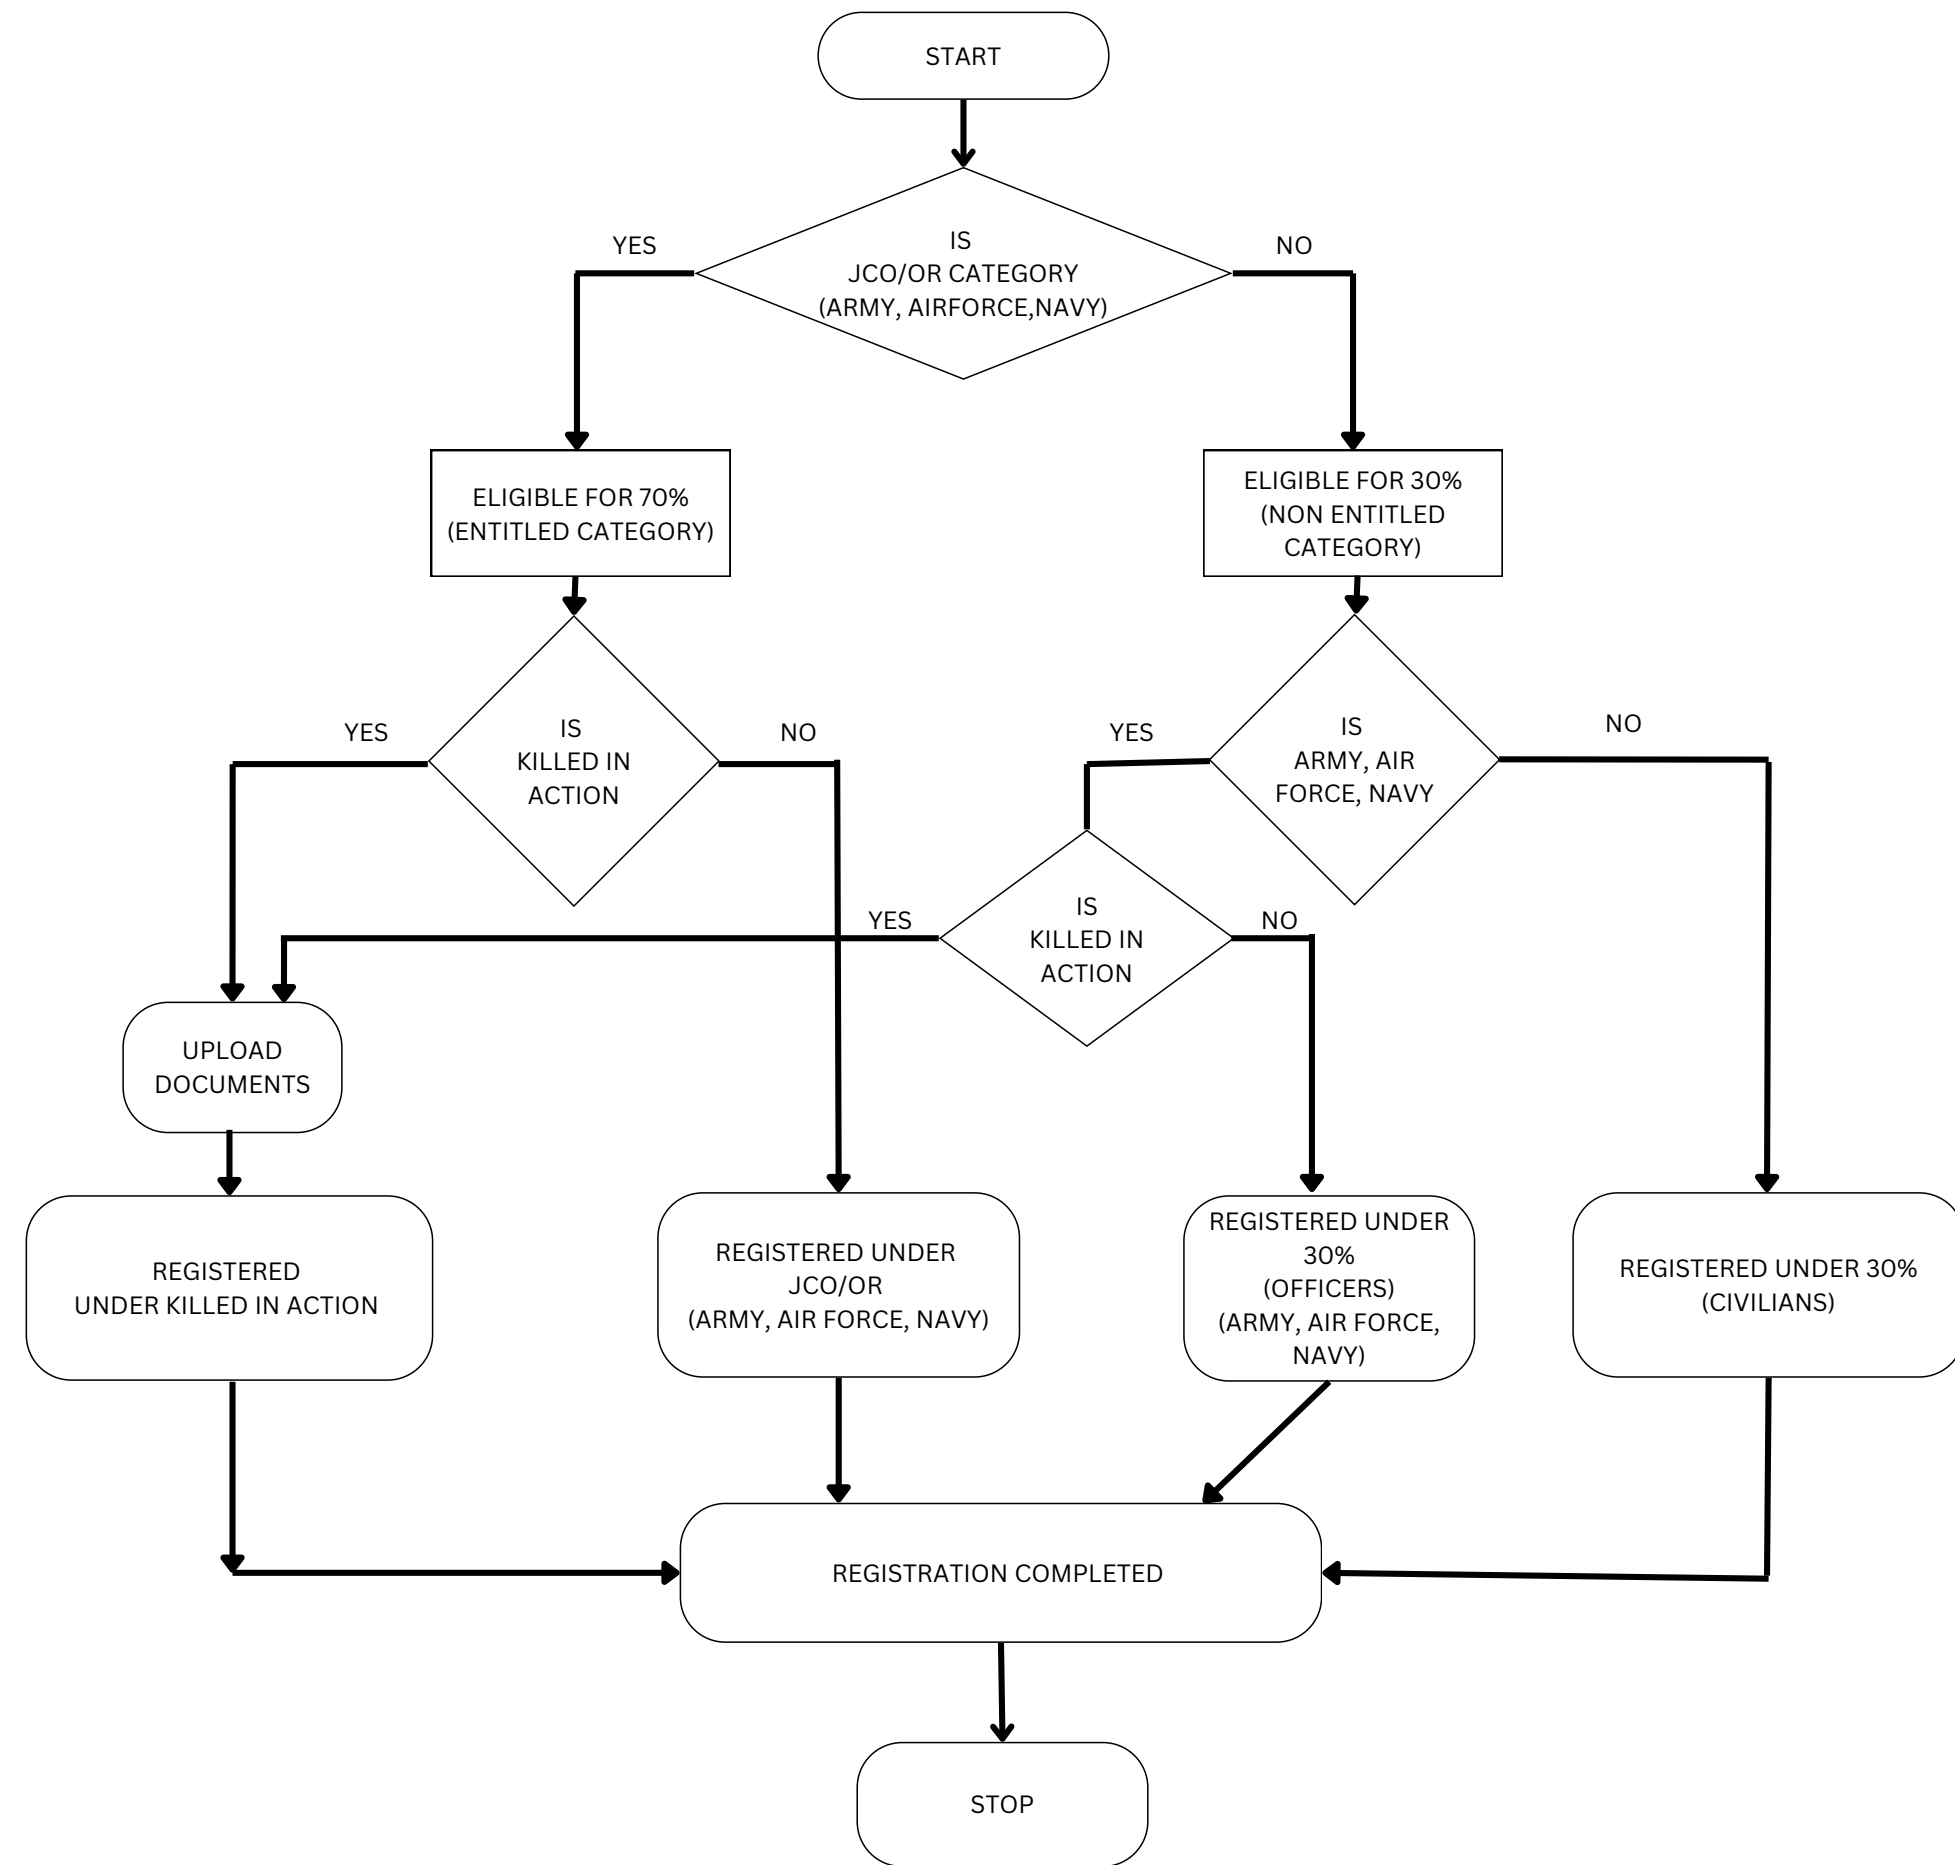 START
YES
NO
IS
JCO/OR CATEGORY
(ARMY, AIRFORCE,NAVY)
ELIGIBLE FOR 70%
(ENTITLED CATEGORY)
ELIGIBLE FOR 30%
(NON ENTITLED
CATEGORY)
YES
IS
KILLED IN
ACTION
NO
YES
IS
ARMY, AIR
FORCE, NAVY
NO
YES
IS
KILLED IN
ACTION
NO
UPLOAD
DOCUMENTS
REGISTERED
UNDER KILLED IN ACTION
REGISTERED UNDER
JCO/OR
(ARMY, AIR FORCE, NAVY)
REGISTERED UNDER
30%
(OFFICERS)
(ARMY, AIR FORCE,
NAVY)
REGISTERED UNDER 30%
(CIVILIANS)
REGISTRATION COMPLETED
STOP